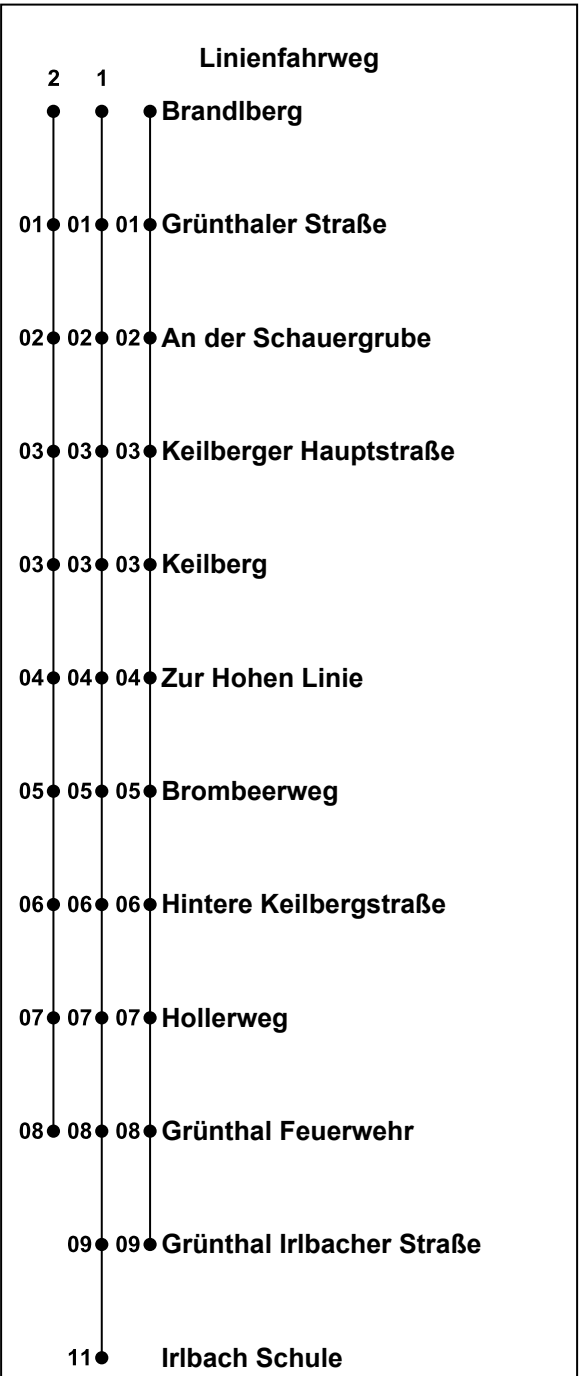 Linienfahrweg
2 1
Brandlberg
01 01 01 Grünthaler Straße
02 02 02 An der Schauergrube
03 03 03 Keilberger Hauptstraße
03 03 03 Keilberg
04 04 04 Zur Hohen Linie
05 05 05 Brombeerweg
06 06 06 Hintere Keilbergstraße
07 07 07 Hollerweg
08 08 08 Grünthal Feuerwehr
09 09 Grünthal Irlbacher Straße
11 Irlbach Schule